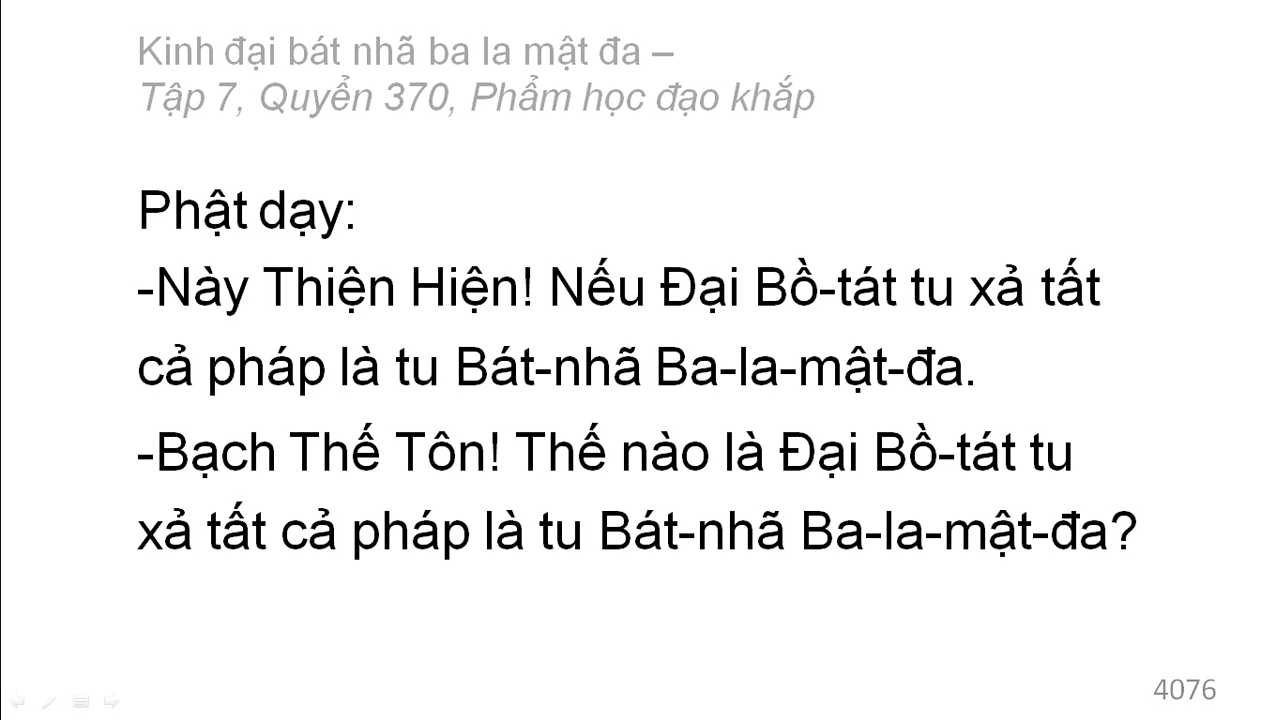 Kinh đại bát nhã ba la mật đa –
Tập 7, Quyển 370, Phẩm học đạo khắp
Phật dạy:
-Này Thiện Hiện! Nếu Đại Bồ-tát tu xả tất
cả pháp là tu Bát-nhã Ba-la-mật-đa.
-Bạch Thế Tôn! Thế nào là Đại Bồ-tát tu
xả tất cả pháp là tu Bát-nhã Ba-la-mật-đa?
4076